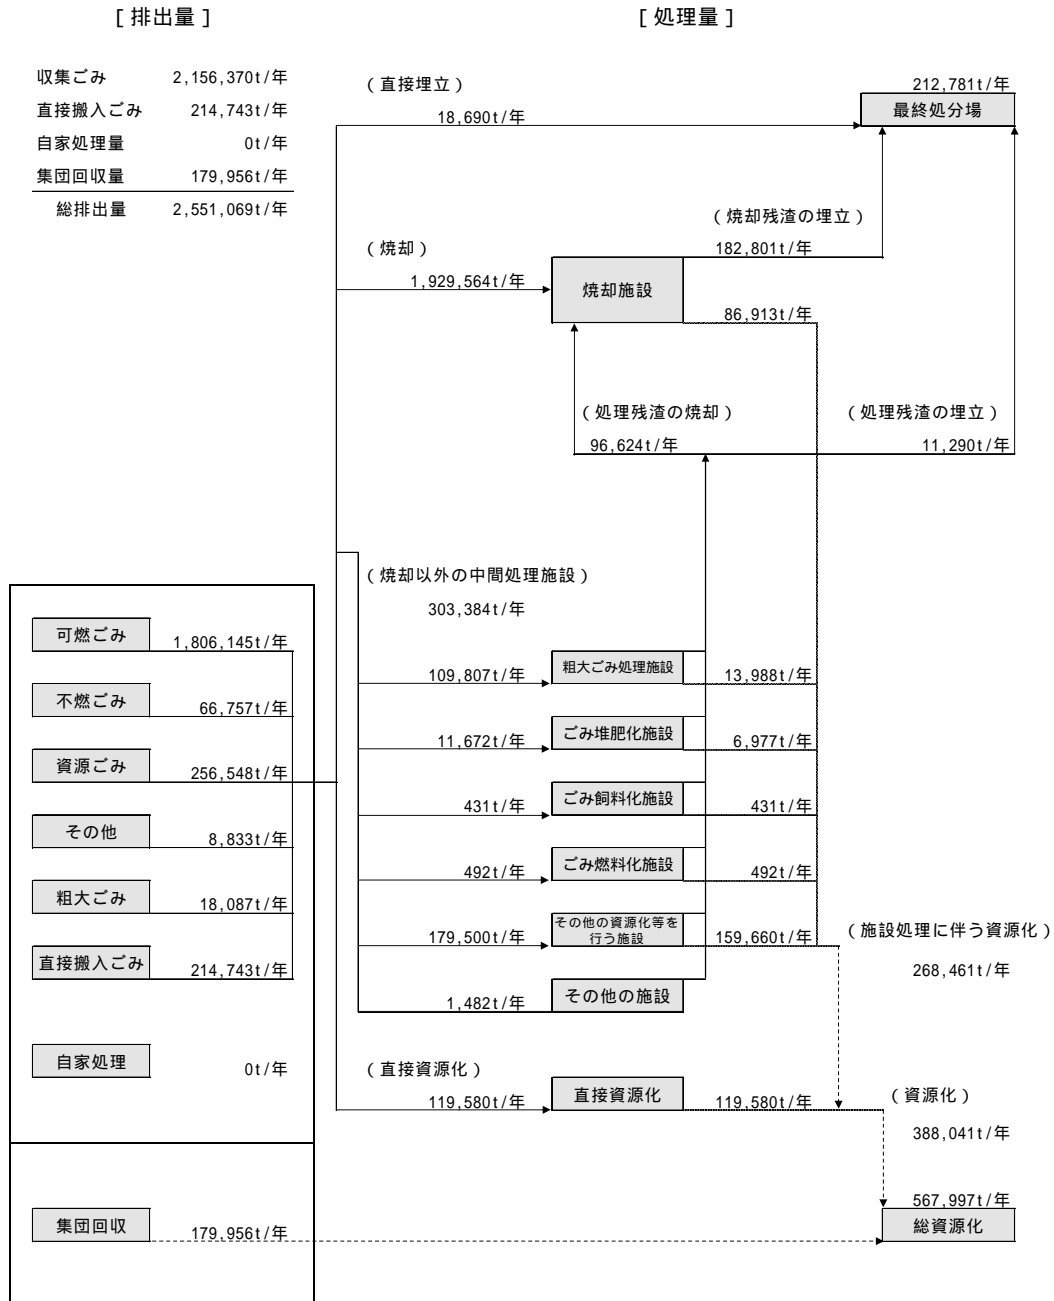 [ 排出量 ]
[ 処理量 ]
収集ごみ 2,156,370t/年
直接搬入ごみ 214,743t/年
自家処理量 0t/年
集団回収量 179,956t/年
総排出量 2,551,069t/年
(直接埋立)
18,690t/年
212,781t/年
最終処分場
(焼却残渣の埋立)
182,801t/年
(焼却)
1,929,564t/年
焼却施設
86,913t/年
(処理残渣の焼却)
96,624t/年
(処理残渣の埋立)
11,290t/年
(焼却以外の中間処理施設)
303,384t/年
可燃ごみ 1,806,145t/年
不燃ごみ 66,757t/年
資源ごみ 256,548t/年
その他 8,833t/年
粗大ごみ 18,087t/年
直接搬入ごみ 214,743t/年
自家処理 0t/年
109,807t/年 粗大ごみ処理施設 13,988t/年
11,672t/年 ごみ堆肥化施設 6,977t/年
431t/年 ごみ飼料化施設 431t/年
492t/年 ごみ燃料化施設 492t/年
179,500t/年 その他の資源化等を
行う施設 159,660t/年
(施設処理に伴う資源化)
268,461t/年
1,482t/年 その他の施設
(直接資源化)
119,580t/年 直接資源化 119,580t/年
(資源化)
388,041t/年
集団回収 179,956t/年
567,997t/年
総資源化